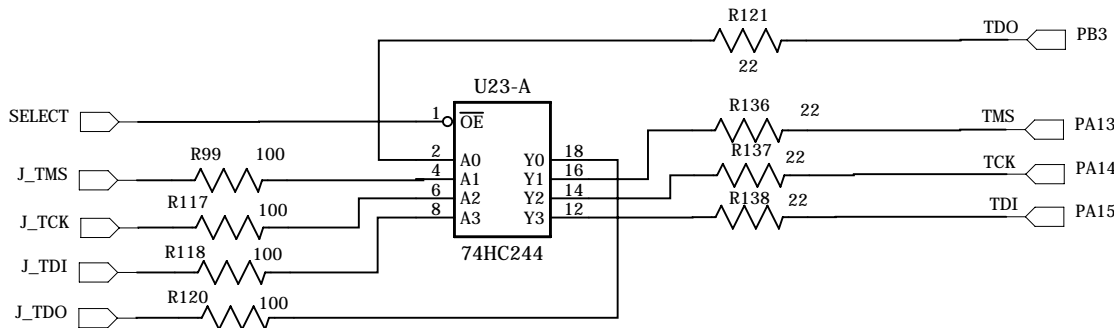 R121
TDO
PB3
22
U23-A
SELECT
1
OE
R136
22
TMS
PA13
R99
100
2
A0
Y0
18
J_TMS
4
A1
Y1
16
R137
22
TCK
PA14
R117
6
A2
Y2
14
J_TCK
100
8
A3
Y3
12
R138
22
TDI
PA15
R118
100
74HC244
J_TDI
R120
100
J_TDO